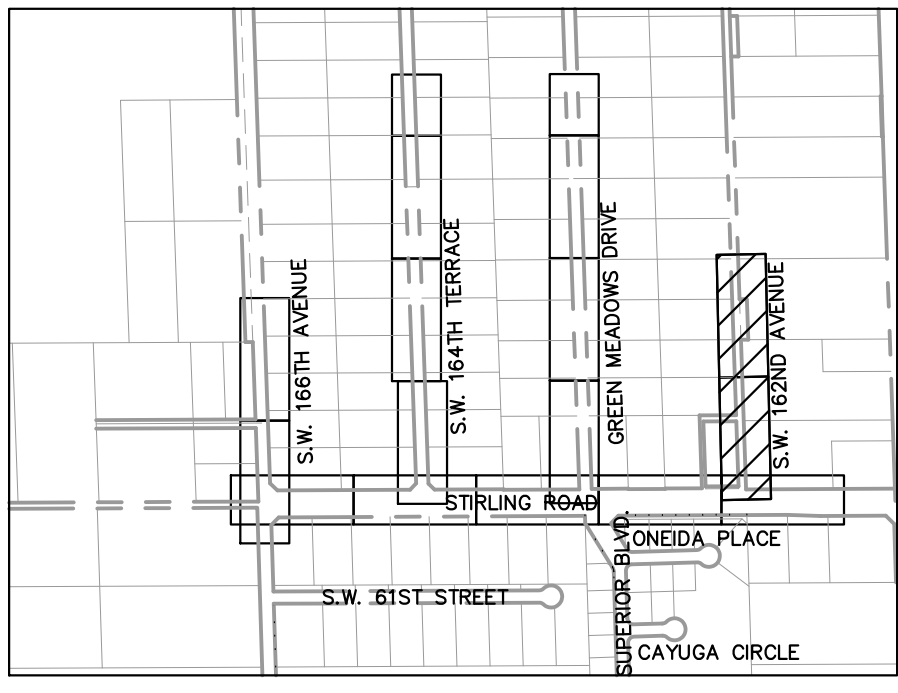 S.W. 166TH AVENUE
S.W. 164TH TERRACE
GREEN MEADOWS DRIVE
S.W. 162ND AVENUE
STIRLING ROAD
SUPERIOR BLVD.
ONEIDA PLACE
S.W. 61ST STREET
CAYUGA CIRCLE